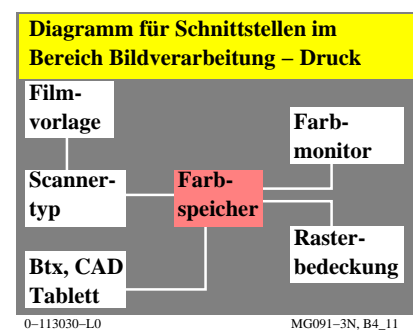 Diagramm für Schnittstellen im
Bereich Bildverarbeitung – Druck
Film-
vorlage
Farb-
monitor
Scanner-
typ
Farb-
speicher
Raster-
bedeckung
Btx, CAD
Tablett
0–113030–L0
MG091–3N, B4_11